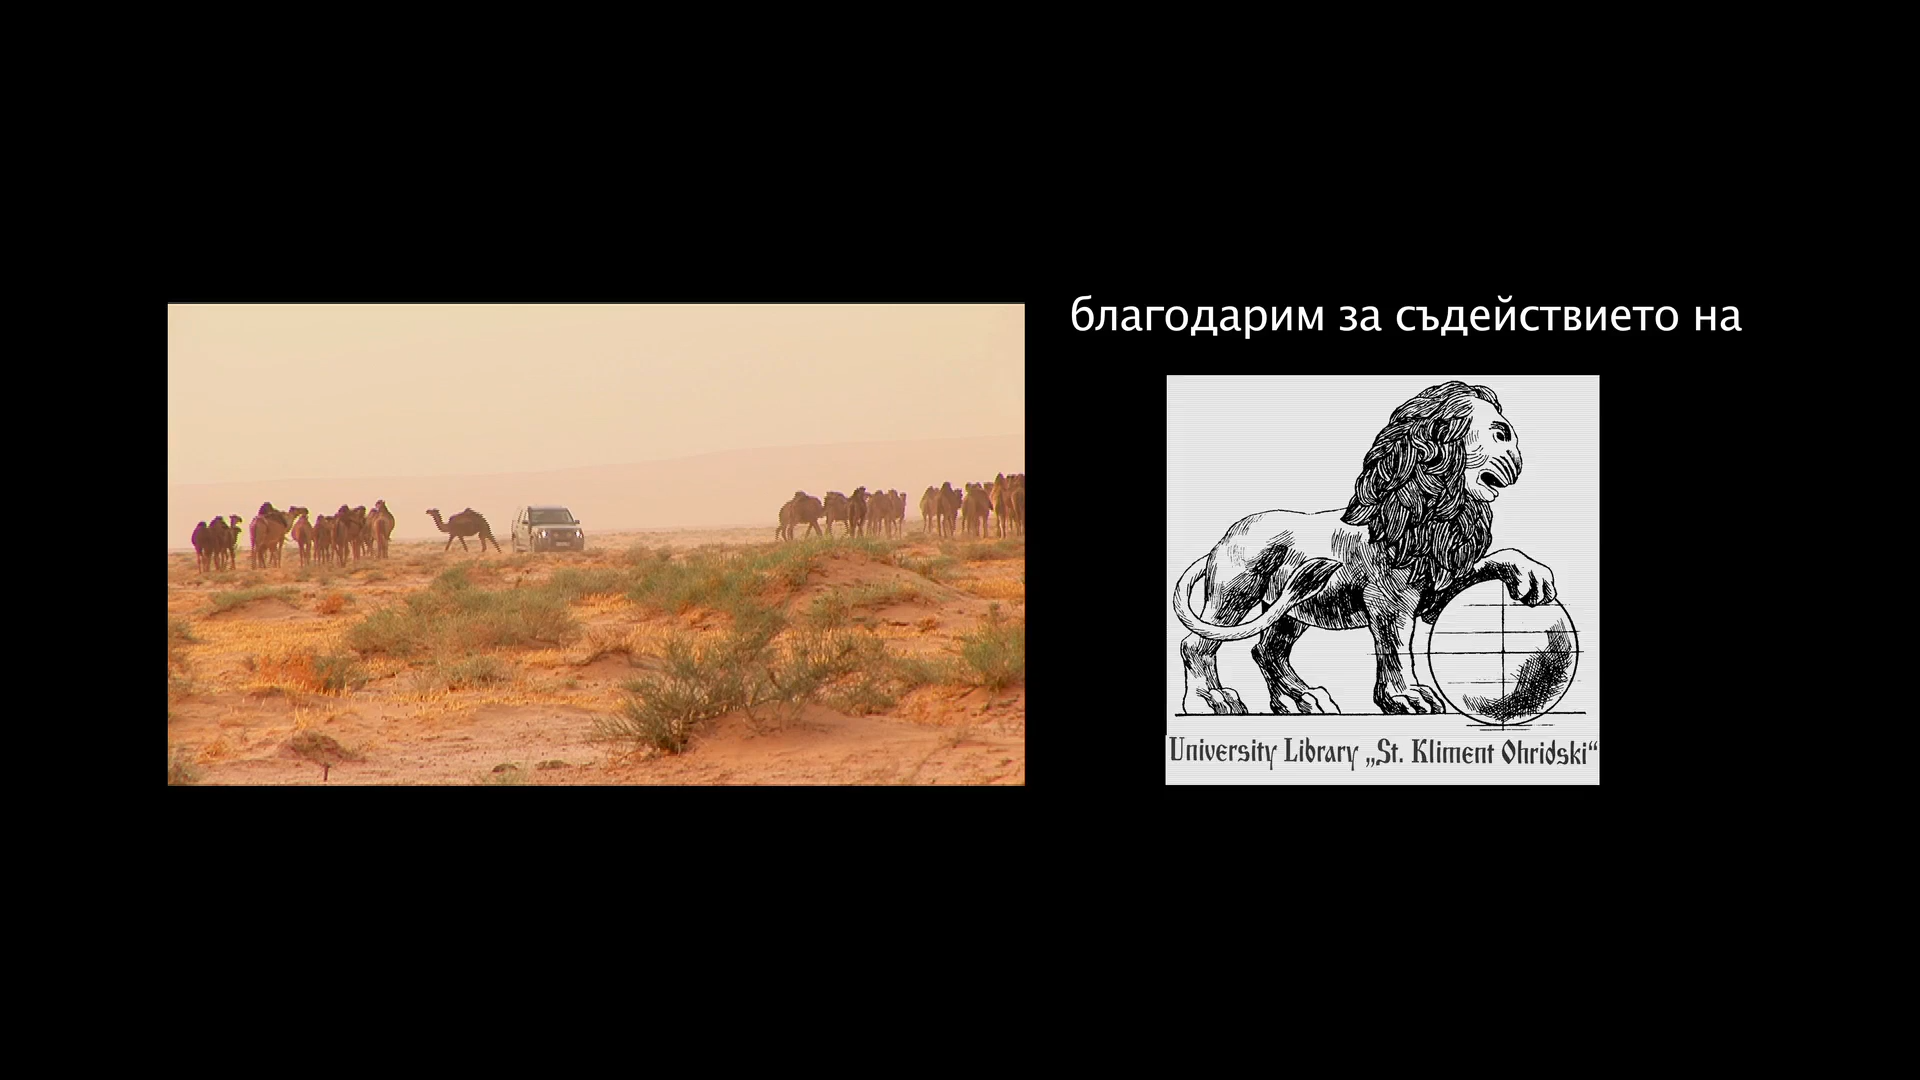 благодарим за съдействието на
University Library „St. Kliment Ohridski“